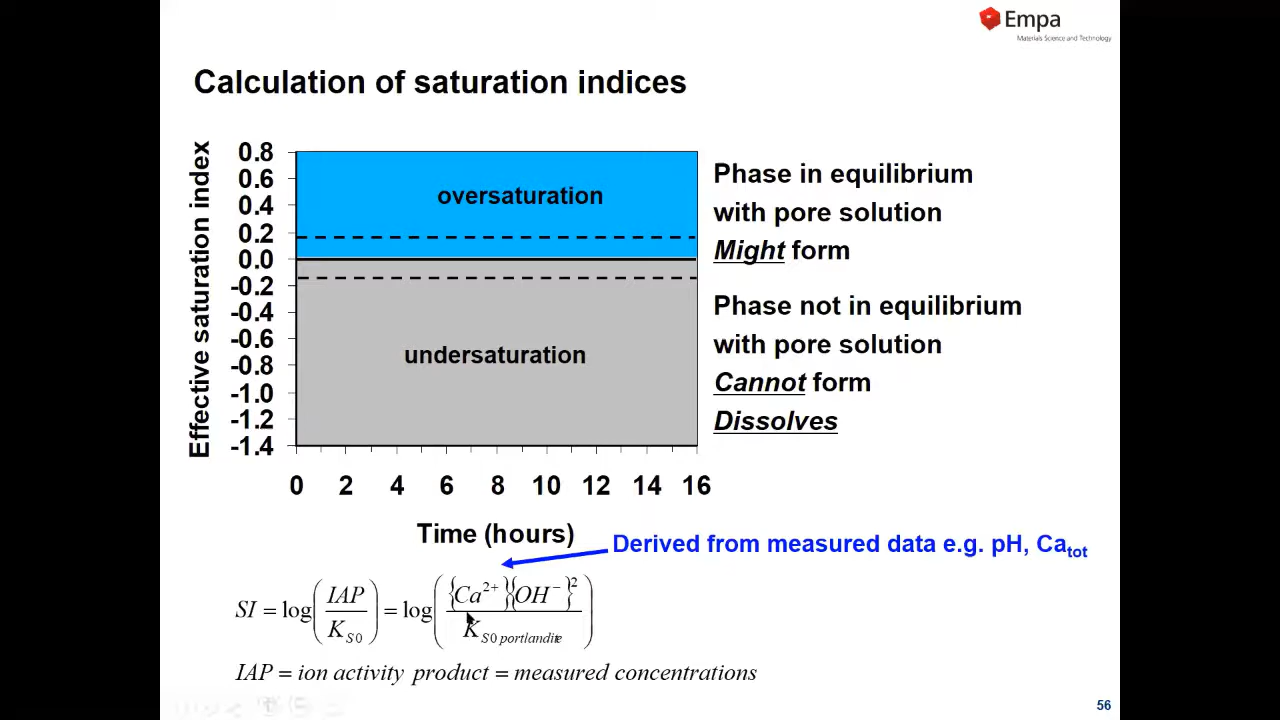 Empa
Materials Science and Technology
Calculation of saturation indices
Effective saturation index
0.8
0.6
0.4
0.2
0.0
-0.2
-0.4
-0.6
-0.8
-1.0
-1.2
-1.4
oversaturation
undersaturation
0 2 4 6 8 10 12 14 16
Time (hours)
Phase in equilibrium
with pore solution
Might form
Phase not in equilibrium
with pore solution
Cannot form
Dissolves
Derived from measured data e.g. pH, Ca_tot
SI = log(IAP / K_S0) = log({Ca²⁺}{OH⁻}² / K_S0 portlandite)
IAP = ion activity product = measured concentrations
56